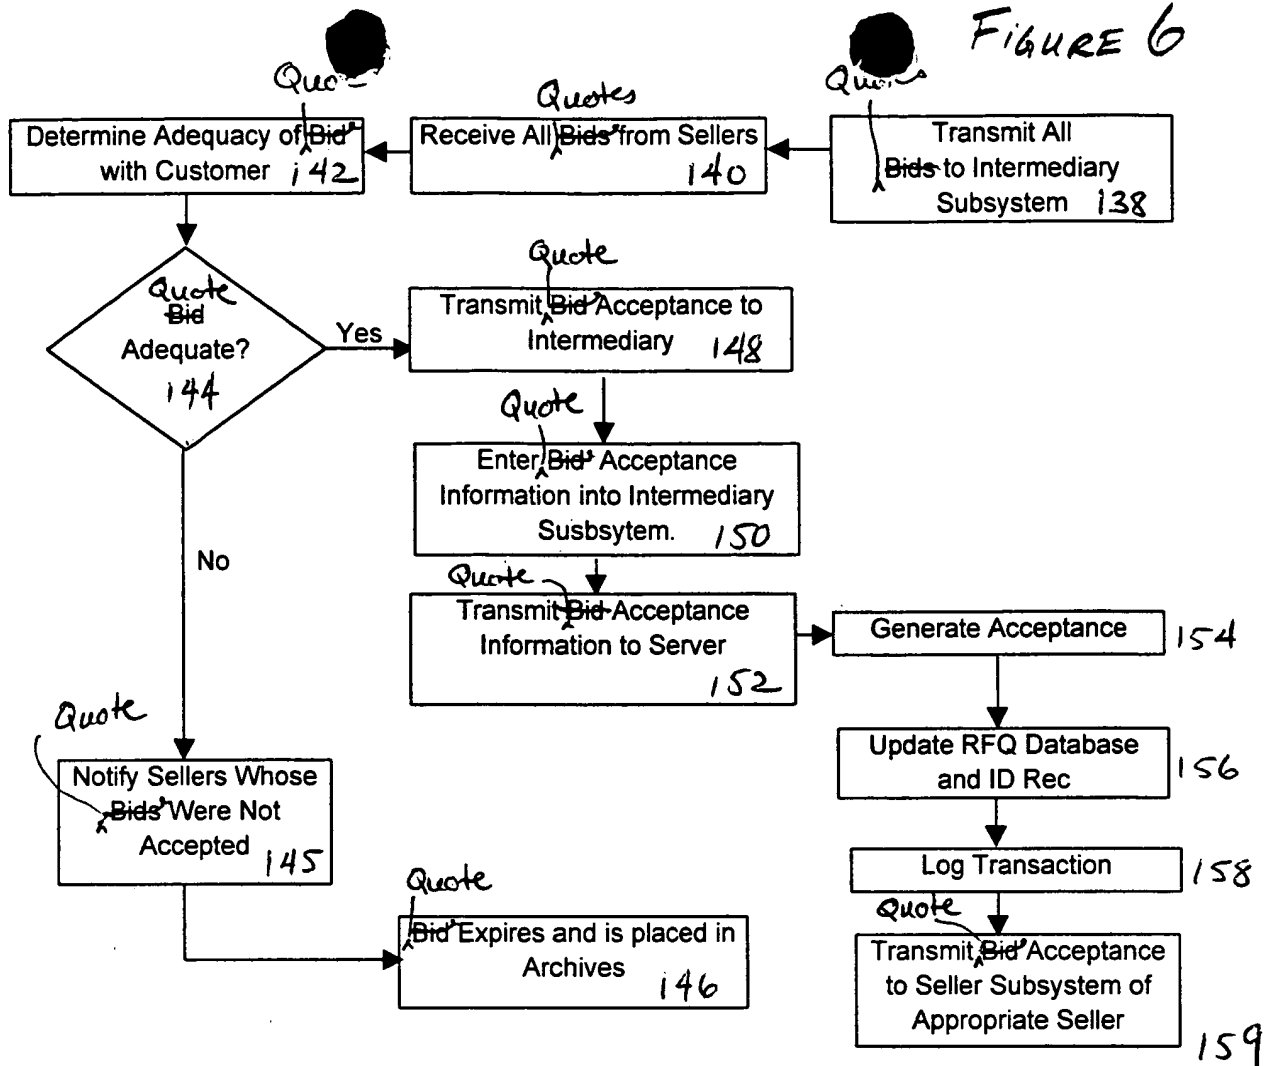 FIGURE 6
Quotes
Determine Adequacy of Bid
with Customer 142
Receive All Bids from Sellers
140
Transmit All
Bids to Intermediary
Subsystem 138
Quote
Bid
Adequate?
144
Yes
No
Quote
Transmit Bid Acceptance to
Intermediary 148
Quote
Enter Bid Acceptance
Information into Intermediary
Susbsytem. 150
Quote
Transmit Bid Acceptance
Information to Server
152
Generate Acceptance 154
Update RFQ Database
and ID Rec 156
Log Transaction 158
Quote
Transmit Bid Acceptance
to Seller Subsystem of
Appropriate Seller
159
Quote
Notify Sellers Whose
Bids Were Not
Accepted 145
Quote
Bid Expires and is placed in
Archives 146